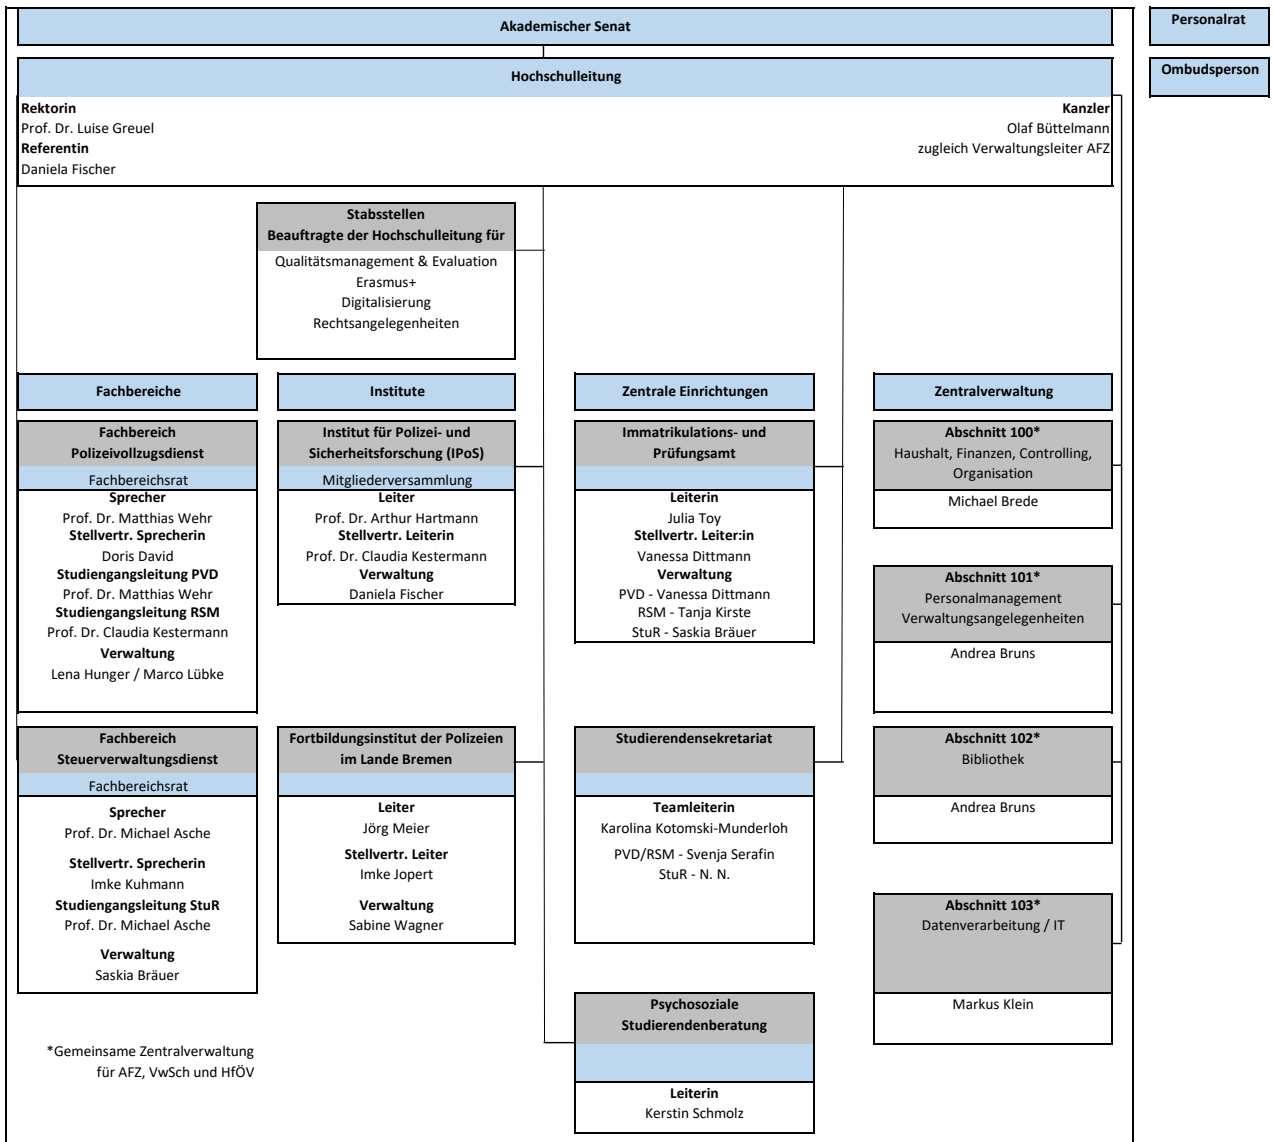 Akademischer Senat
Personalrat
Hochschulleitung
Ombudsperson
Rektorin
Prof. Dr. Luise Greuel
Referentin
Daniela Fischer
Kanzler
Olaf Büttelmann
zugleich Verwaltungsleiter AFZ
Stabsstellen
Beauftragte der Hochschulleitung für
Qualitätsmanagement & Evaluation
Erasmus+
Digitalisierung
Rechtsangelegenheiten
Fachbereiche
Fachbereich
Polizeivollzugsdienst
Fachbereichsrat
Sprecher
Prof. Dr. Matthias Wehr
Stellvertr. Sprecherin
Doris David
Studiengangsleitung PVD
Prof. Dr. Matthias Wehr
Studiengangsleitung RSM
Prof. Dr. Claudia Kestermann
Verwaltung
Lena Hunger / Marco Lübke
Fachbereich
Steuerverwaltungsdienst
Fachbereichsrat
Sprecher
Prof. Dr. Michael Asche
Stellvertr. Sprecherin
Imke Kuhmann
Studiengangsleitung StuR
Prof. Dr. Michael Asche
Verwaltung
Saskia Bräuer
Institute
Institut für Polizei- und
Sicherheitsforschung (IPoS)
Mitgliederversammlung
Leiter
Prof. Dr. Arthur Hartmann
Stellvertr. Leiterin
Prof. Dr. Claudia Kestermann
Verwaltung
Daniela Fischer
Fortbildungsinstitut der Polizeien
im Lande Bremen
Leiter
Jörg Meier
Stellvertr. Leiter
Imke Jopert
Verwaltung
Sabine Wagner
Zentrale Einrichtungen
Immatrikulations- und
Prüfungsamt
Leiterin
Julia Toy
Stellvertr. Leiter:in
Vanessa Dittmann
Verwaltung
PVD - Vanessa Dittmann
RSM - Tanja Kirste
StuR - Saskia Bräuer
Studierendensekretariat
Teamleiterin
Karolina Kotomski-Munderloh
PVD/RSM - Svenja Serafin
StuR - N. N.
Psychosoziale
Studierendenberatung
Leiterin
Kerstin Schmolz
Zentralverwaltung
Abschnitt 100*
Haushalt, Finanzen, Controlling,
Organisation
Michael Brede
Abschnitt 101*
Personalmanagement
Verwaltungsangelegenheiten
Andrea Bruns
Abschnitt 102*
Bibliothek
Andrea Bruns
Abschnitt 103*
Datenverarbeitung / IT
Markus Klein
*Gemeinsame Zentralverwaltung
für AFZ, VwSch und HfÖV